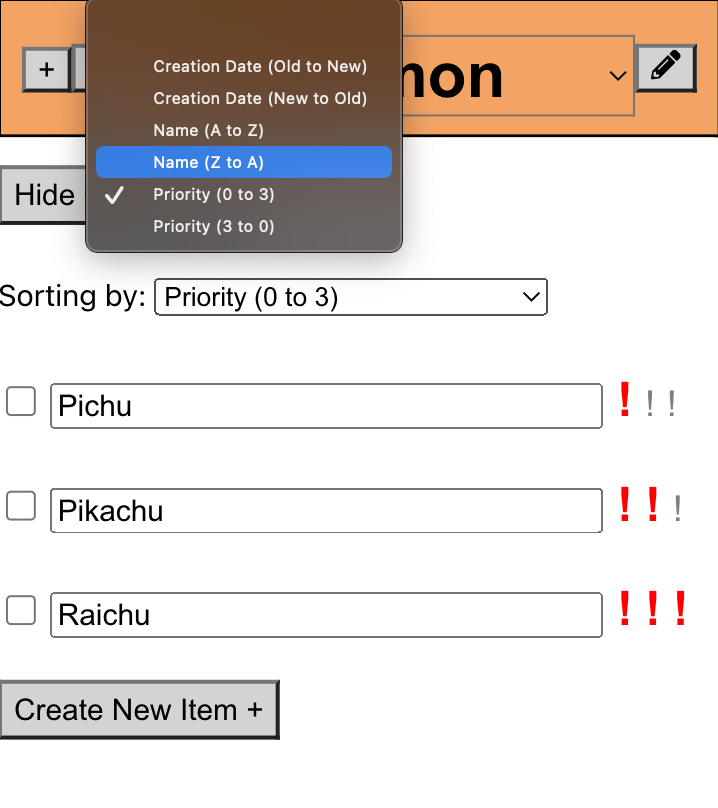 Creation Date (Old to New)
Creation Date (New to Old)
+
Name (A to Z)
Name (Z to A)
Hide
Priority (0 to 3)
Priority (3 to 0)
Sorting by: Priority (0 to 3)
Pichu ! ! !
Pikachu ! ! !
Raichu ! ! !
Create New Item +